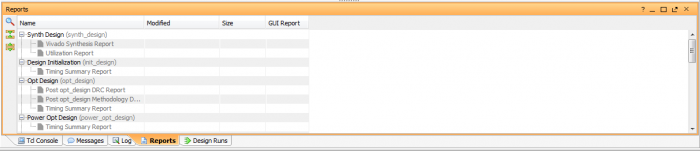 Reports
Name Modified Size GUI Report
Synth Design (synth_design)
Vivado Synthesis Report
Utilization Report
Design Initialization (init_design)
Timing Summary Report
Opt Design (opt_design)
Post opt_design DRC Report
Post opt_design Methodology D...
Timing Summary Report
Power Opt Design (power_opt_design)
Timing Summary Report
Tcl Console Messages Log Reports Design Runs